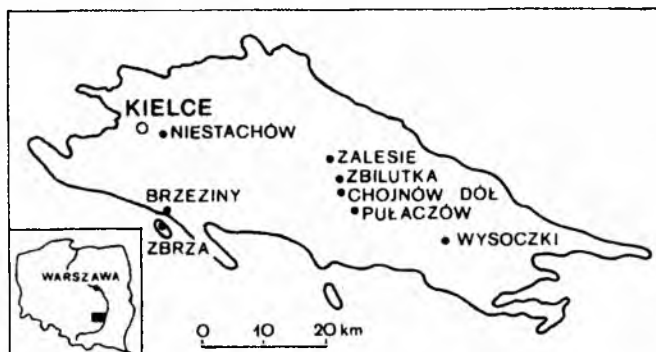 KIELCE
NIESTACHÓW
ZALESIE
ZBILUTKA
CHOJNÓW DÓŁ
PUŁACZÓW
BRZEZINY
ZBRZA
WYSOCZKI
WARSZAWA
0 10 20 km